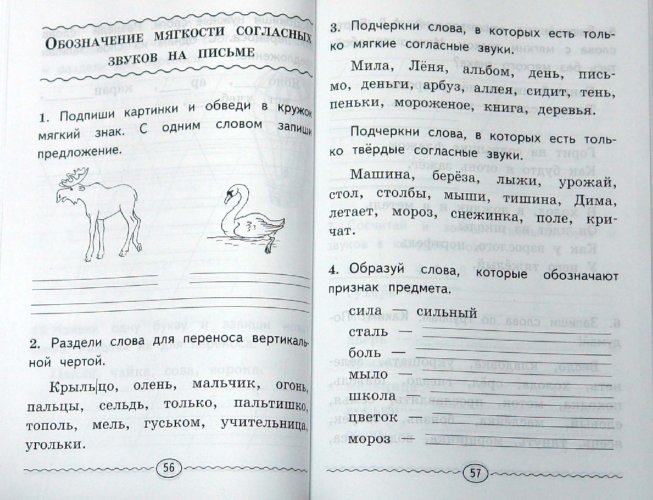 Обозначение мягкости согласных
звуков на письме
1. Подпиши картинки и обведи в кружок
мягкий знак. С одним словом запиши
предложение.
2. Раздели слова для переноса вертикаль-
ной чертой.
Крыль|цо, олень, мальчик, огонь,
пальцы, сельдь, только, пальтишко,
тополь, мель, гуськом, учительница,
угольки.
56
3. Подчеркни слова, в которых есть толь-
ко мягкие согласные звуки.
Мила, Лёня, альбом, день, пись-
мо, деньги, арбуз, аллея, сидит, тень,
пеньки, мороженое, книга, деревья.
Подчеркни слова, в которых есть толь-
ко твёрдые согласные звуки.
Машина, берёза, лыжи, урожай,
стол, столбы, мыши, тишина, Дима,
летает, мороз, снежинка, поле, кри-
чат.
4. Образуй слова, которые обозначают
признак предмета.
сила — сильный
сталь —
боль —
мыло —
школа —
цветок —
мороз —
57